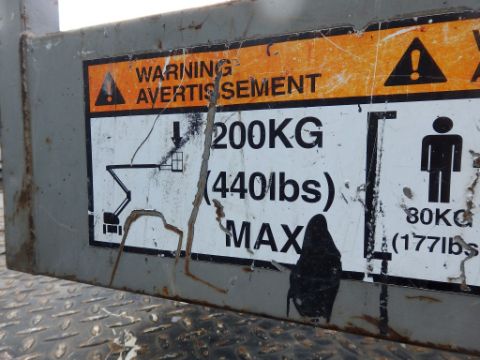 WARNING
AVERTISSEMENT
200KG
(440lbs)
MAX
80KG
(177lbs